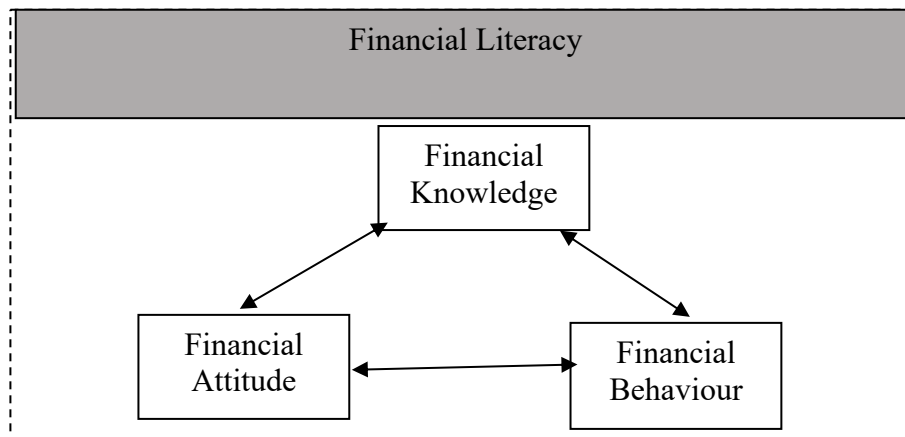 Financial Literacy
Financial
Knowledge
Financial
Attitude
Financial
Behaviour